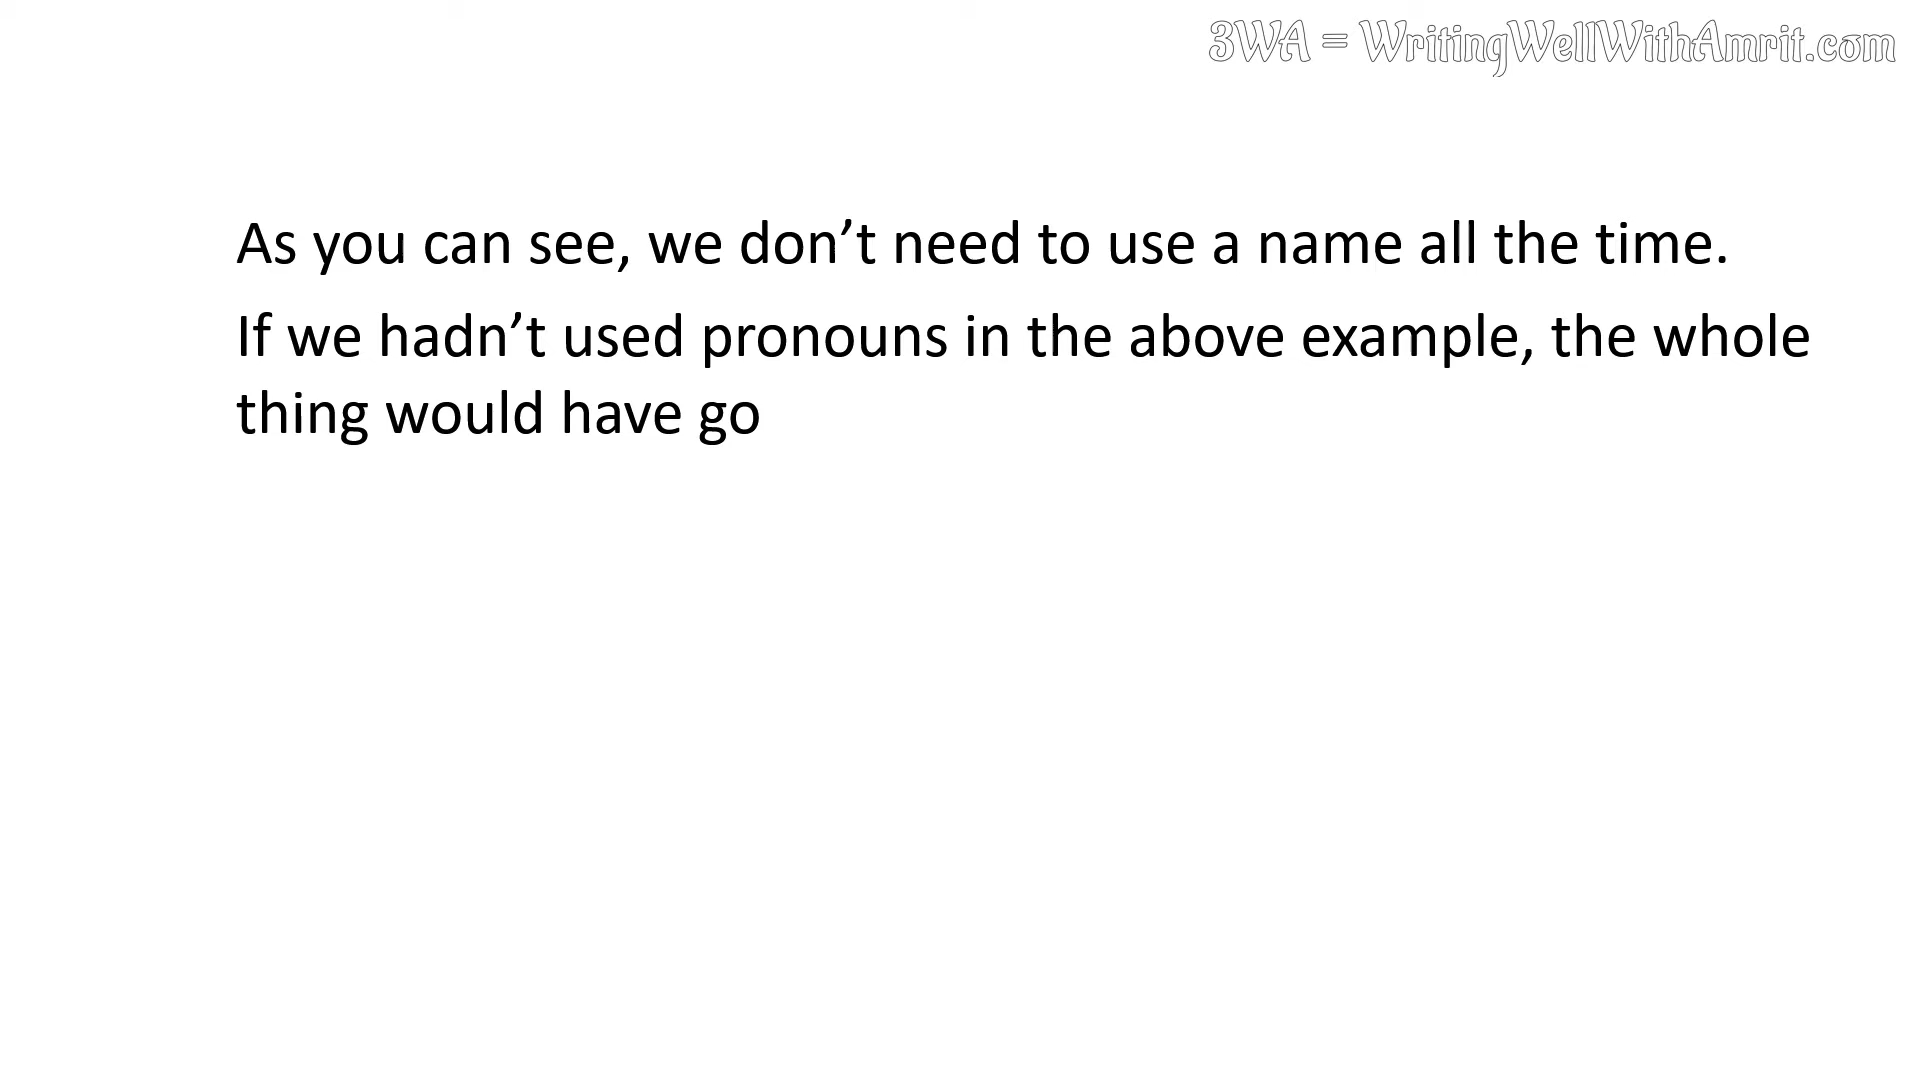 3WA = WritingWellWithAmrit.com
As you can see, we don’t need to use a name all the time.
If we hadn’t used pronouns in the above example, the whole
thing would have go